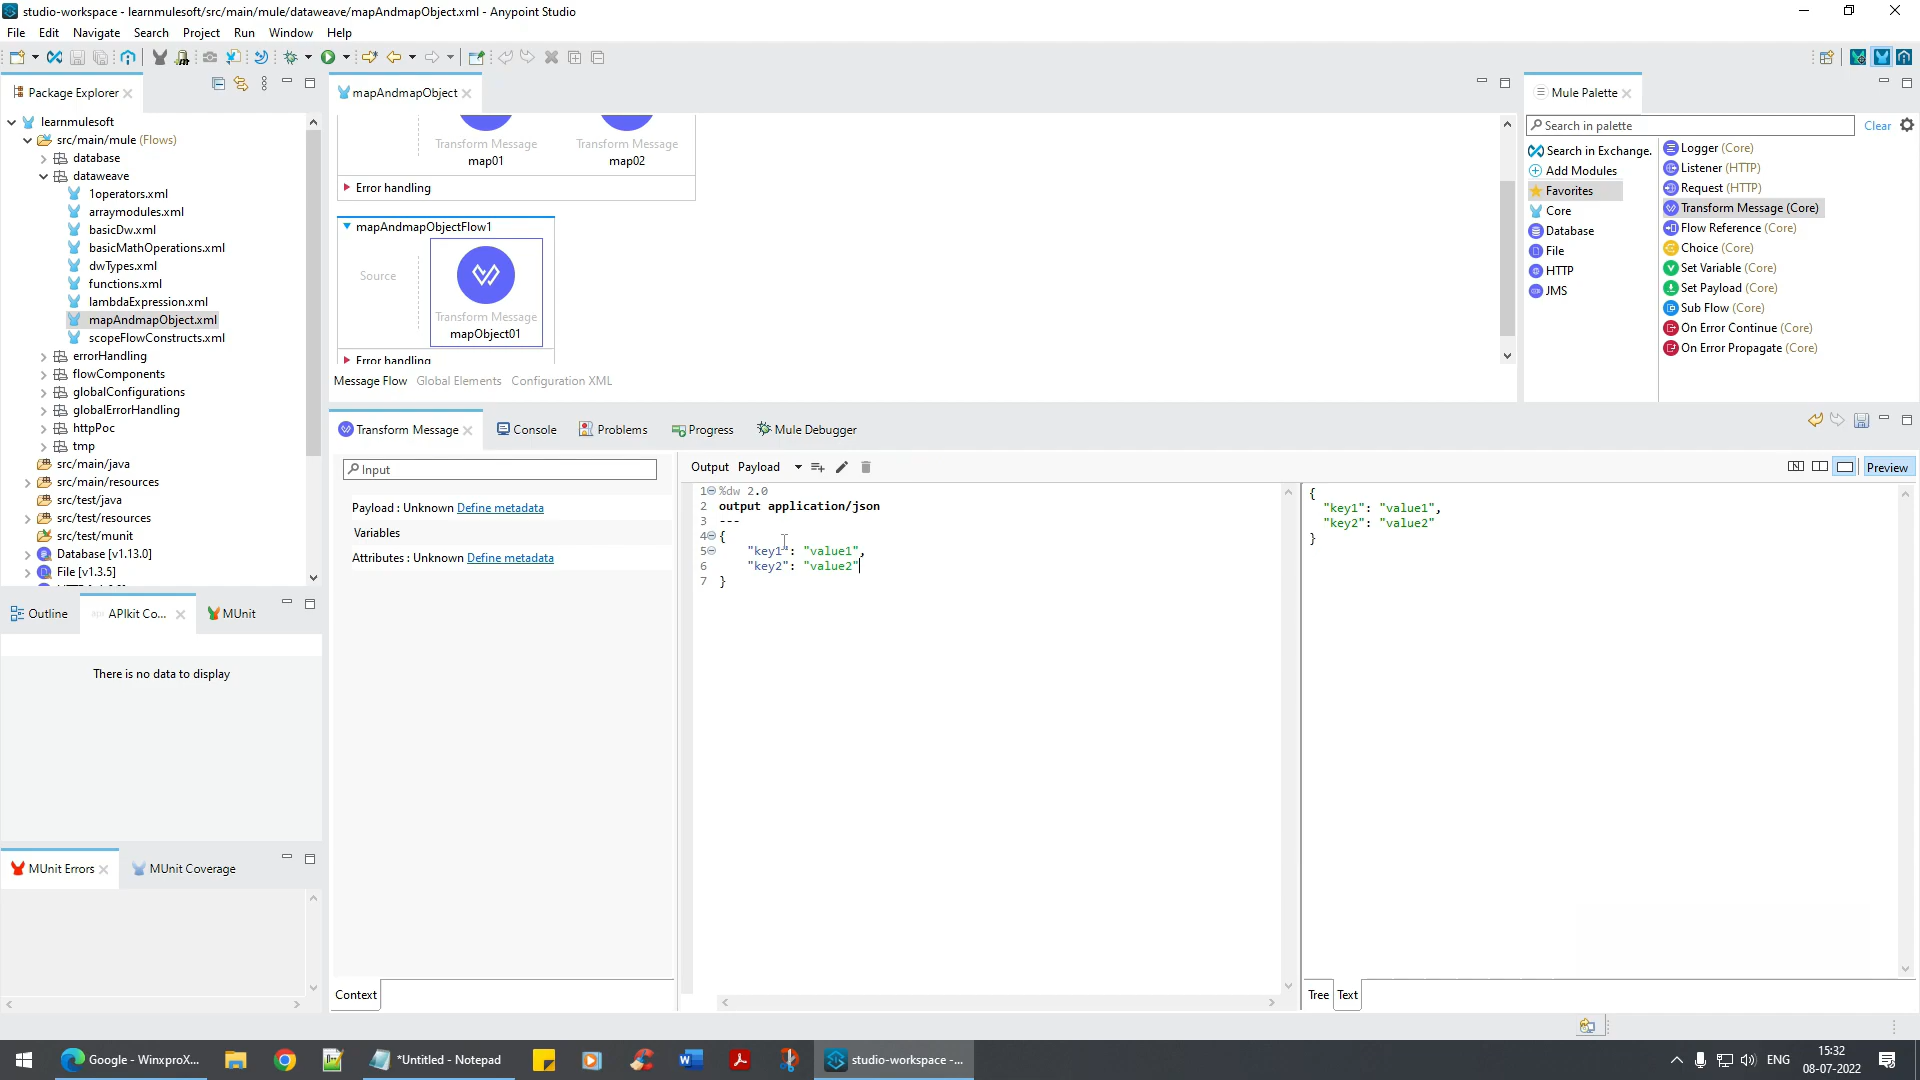 studio-workspace - learnmulesoft/src/main/mule/dataweave/mapAndmapObject.xml - Anypoint Studio
File Edit Navigate Search Project Run Window Help
Package Explorer
learnmulesoft
src/main/mule (Flows)
database
dataweave
1operators.xml
arraymodules.xml
basicDw.xml
basicMathOperations.xml
dwTypes.xml
functions.xml
lambdaExpression.xml
mapAndmapObject.xml
scopeFlowConstructs.xml
errorHandling
flowComponents
globalConfigurations
globalErrorHandling
httpPoc
tmp
src/main/java
src/main/resources
src/test/java
src/test/resources
src/test/munit
Database [v1.13.0]
File [v1.3.5]
Outline APIkit Co... MUnit
There is no data to display
MUnit Errors MUnit Coverage
mapAndmapObject
Transform Message Transform Message
map01 map02
Error handling
mapAndmapObjectFlow1
Source
Transform Message
mapObject01
Error handling
Message Flow Global Elements Configuration XML
Mule Palette
Search in palette Clear
Search in Exchange.
Add Modules
Favorites
Core
Database
File
HTTP
JMS
Logger (Core)
Listener (HTTP)
Request (HTTP)
Transform Message (Core)
Flow Reference (Core)
Choice (Core)
Set Variable (Core)
Set Payload (Core)
Sub Flow (Core)
On Error Continue (Core)
On Error Propagate (Core)
Transform Message Console Problems Progress Mule Debugger
Input
Payload : Unknown Define metadata
Variables
Attributes : Unknown Define metadata
Context
Output Payload Preview
1 %dw 2.0
2 output application/json
3 ---
4 {
5 "key1": "value1",
6 "key2": "value2"
7 }
{
"key1": "value1",
"key2": "value2"
}
Tree Text
Google - WinxproX...
*Untitled - Notepad
studio-workspace -...
ENG
15:32
08-07-2022